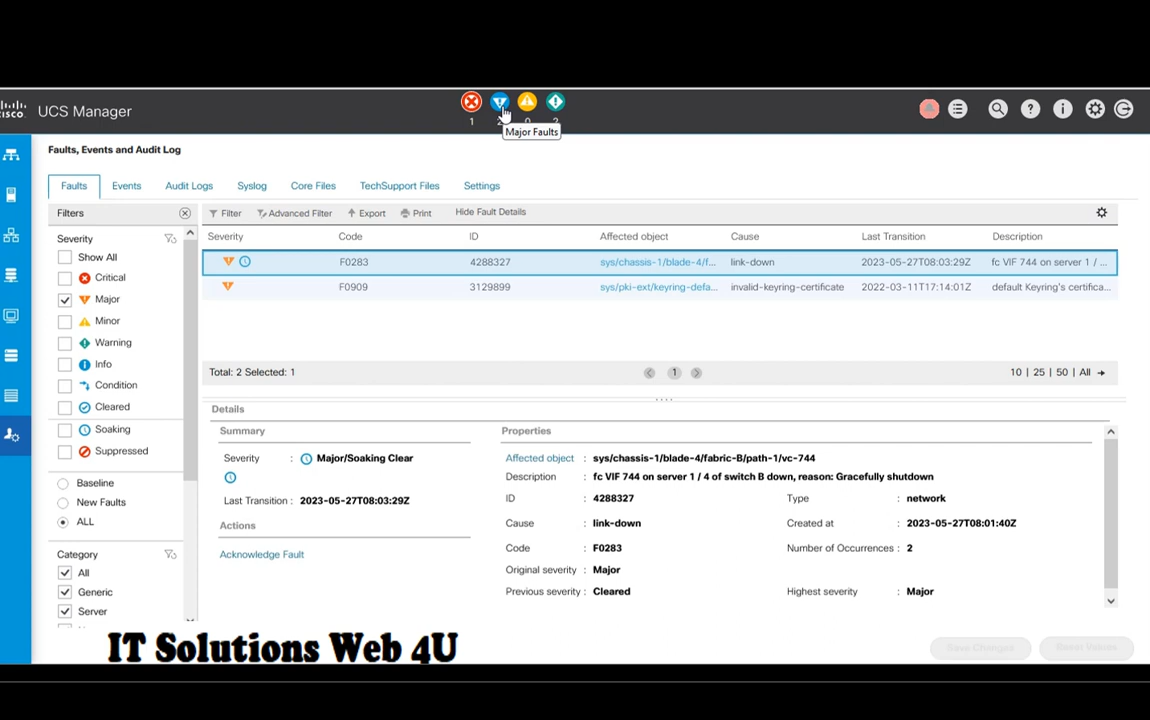 cisco
UCS Manager
1 2 0 2
Major Faults
Faults, Events and Audit Log
Faults Events Audit Logs Syslog Core Files TechSupport Files Settings
Filters
Filter Advanced Filter Export Print Hide Fault Details
Severity
Show All
Critical
Major
Minor
Warning
Info
Condition
Cleared
Soaking
Suppressed
Baseline
New Faults
ALL
Category
All
Generic
Server
Severity Code ID Affected object Cause Last Transition Description
F0283 4288327 sys/chassis-1/blade-4/f... link-down 2023-05-27T08:03:29Z fc VIF 744 on server 1 / ...
F0909 3129899 sys/pki-ext/keyring-defa... invalid-keyring-certificate 2022-03-11T17:14:01Z default Keyring's certifica...
Total: 2 Selected: 1 1 10 | 25 | 50 | All
Details
Summary
Severity : Major/Soaking Clear
Last Transition : 2023-05-27T08:03:29Z
Actions
Acknowledge Fault
Properties
Affected object : sys/chassis-1/blade-4/fabric-B/path-1/vc-744
Description : fc VIF 744 on server 1 / 4 of switch B down, reason: Gracefully shutdown
ID : 4288327 Type : network
Cause : link-down Created at : 2023-05-27T08:01:40Z
Code : F0283 Number of Occurrences : 2
Original severity : Major
Previous severity : Cleared Highest severity : Major
Save Changes Reset Values
IT Solutions Web 4U